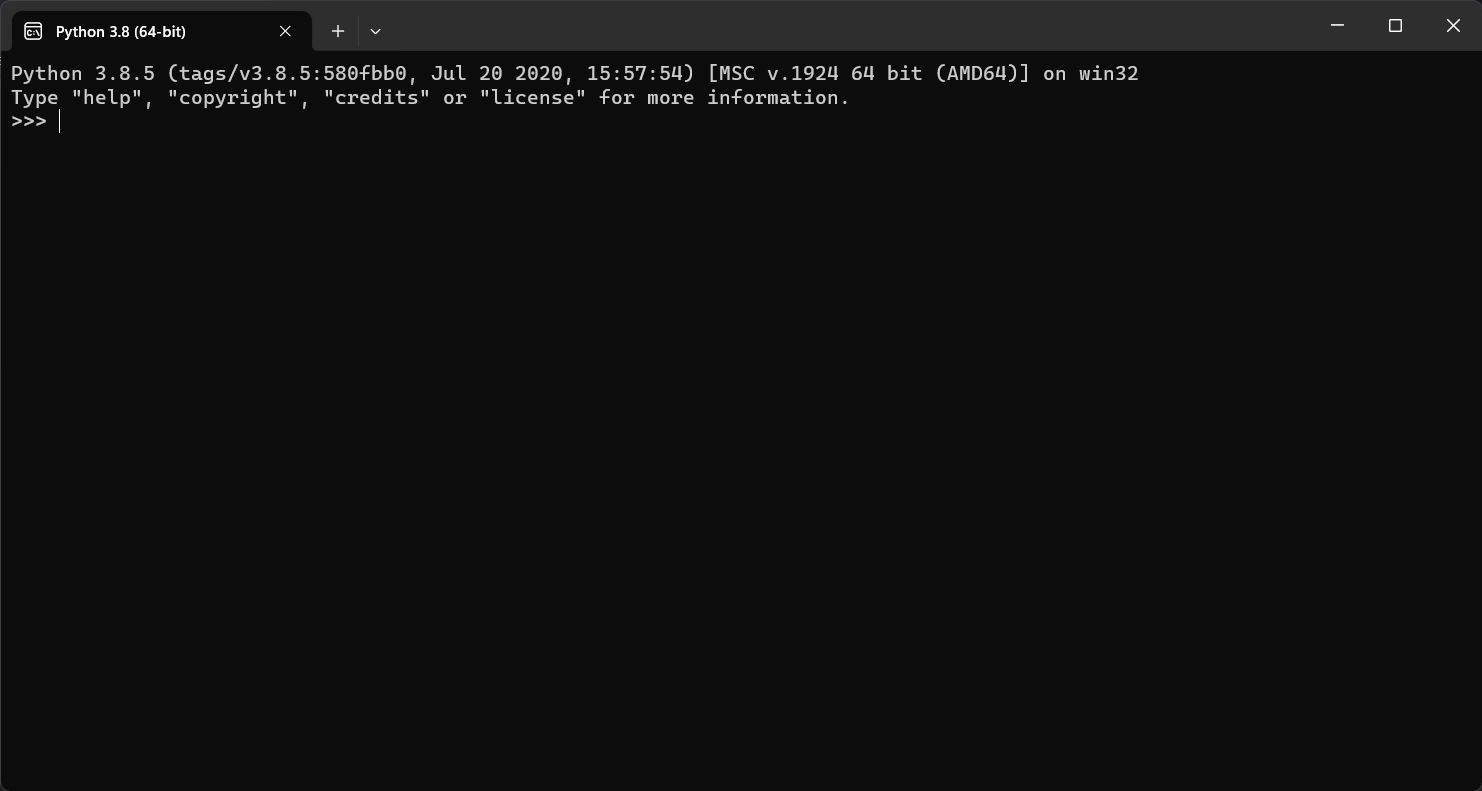 Python 3.8 (64-bit)
Python 3.8.5 (tags/v3.8.5:580fbb0, Jul 20 2020, 15:57:54) [MSC v.1924 64 bit (AMD64)] on win32
Type "help", "copyright", "credits" or "license" for more information.
>>>